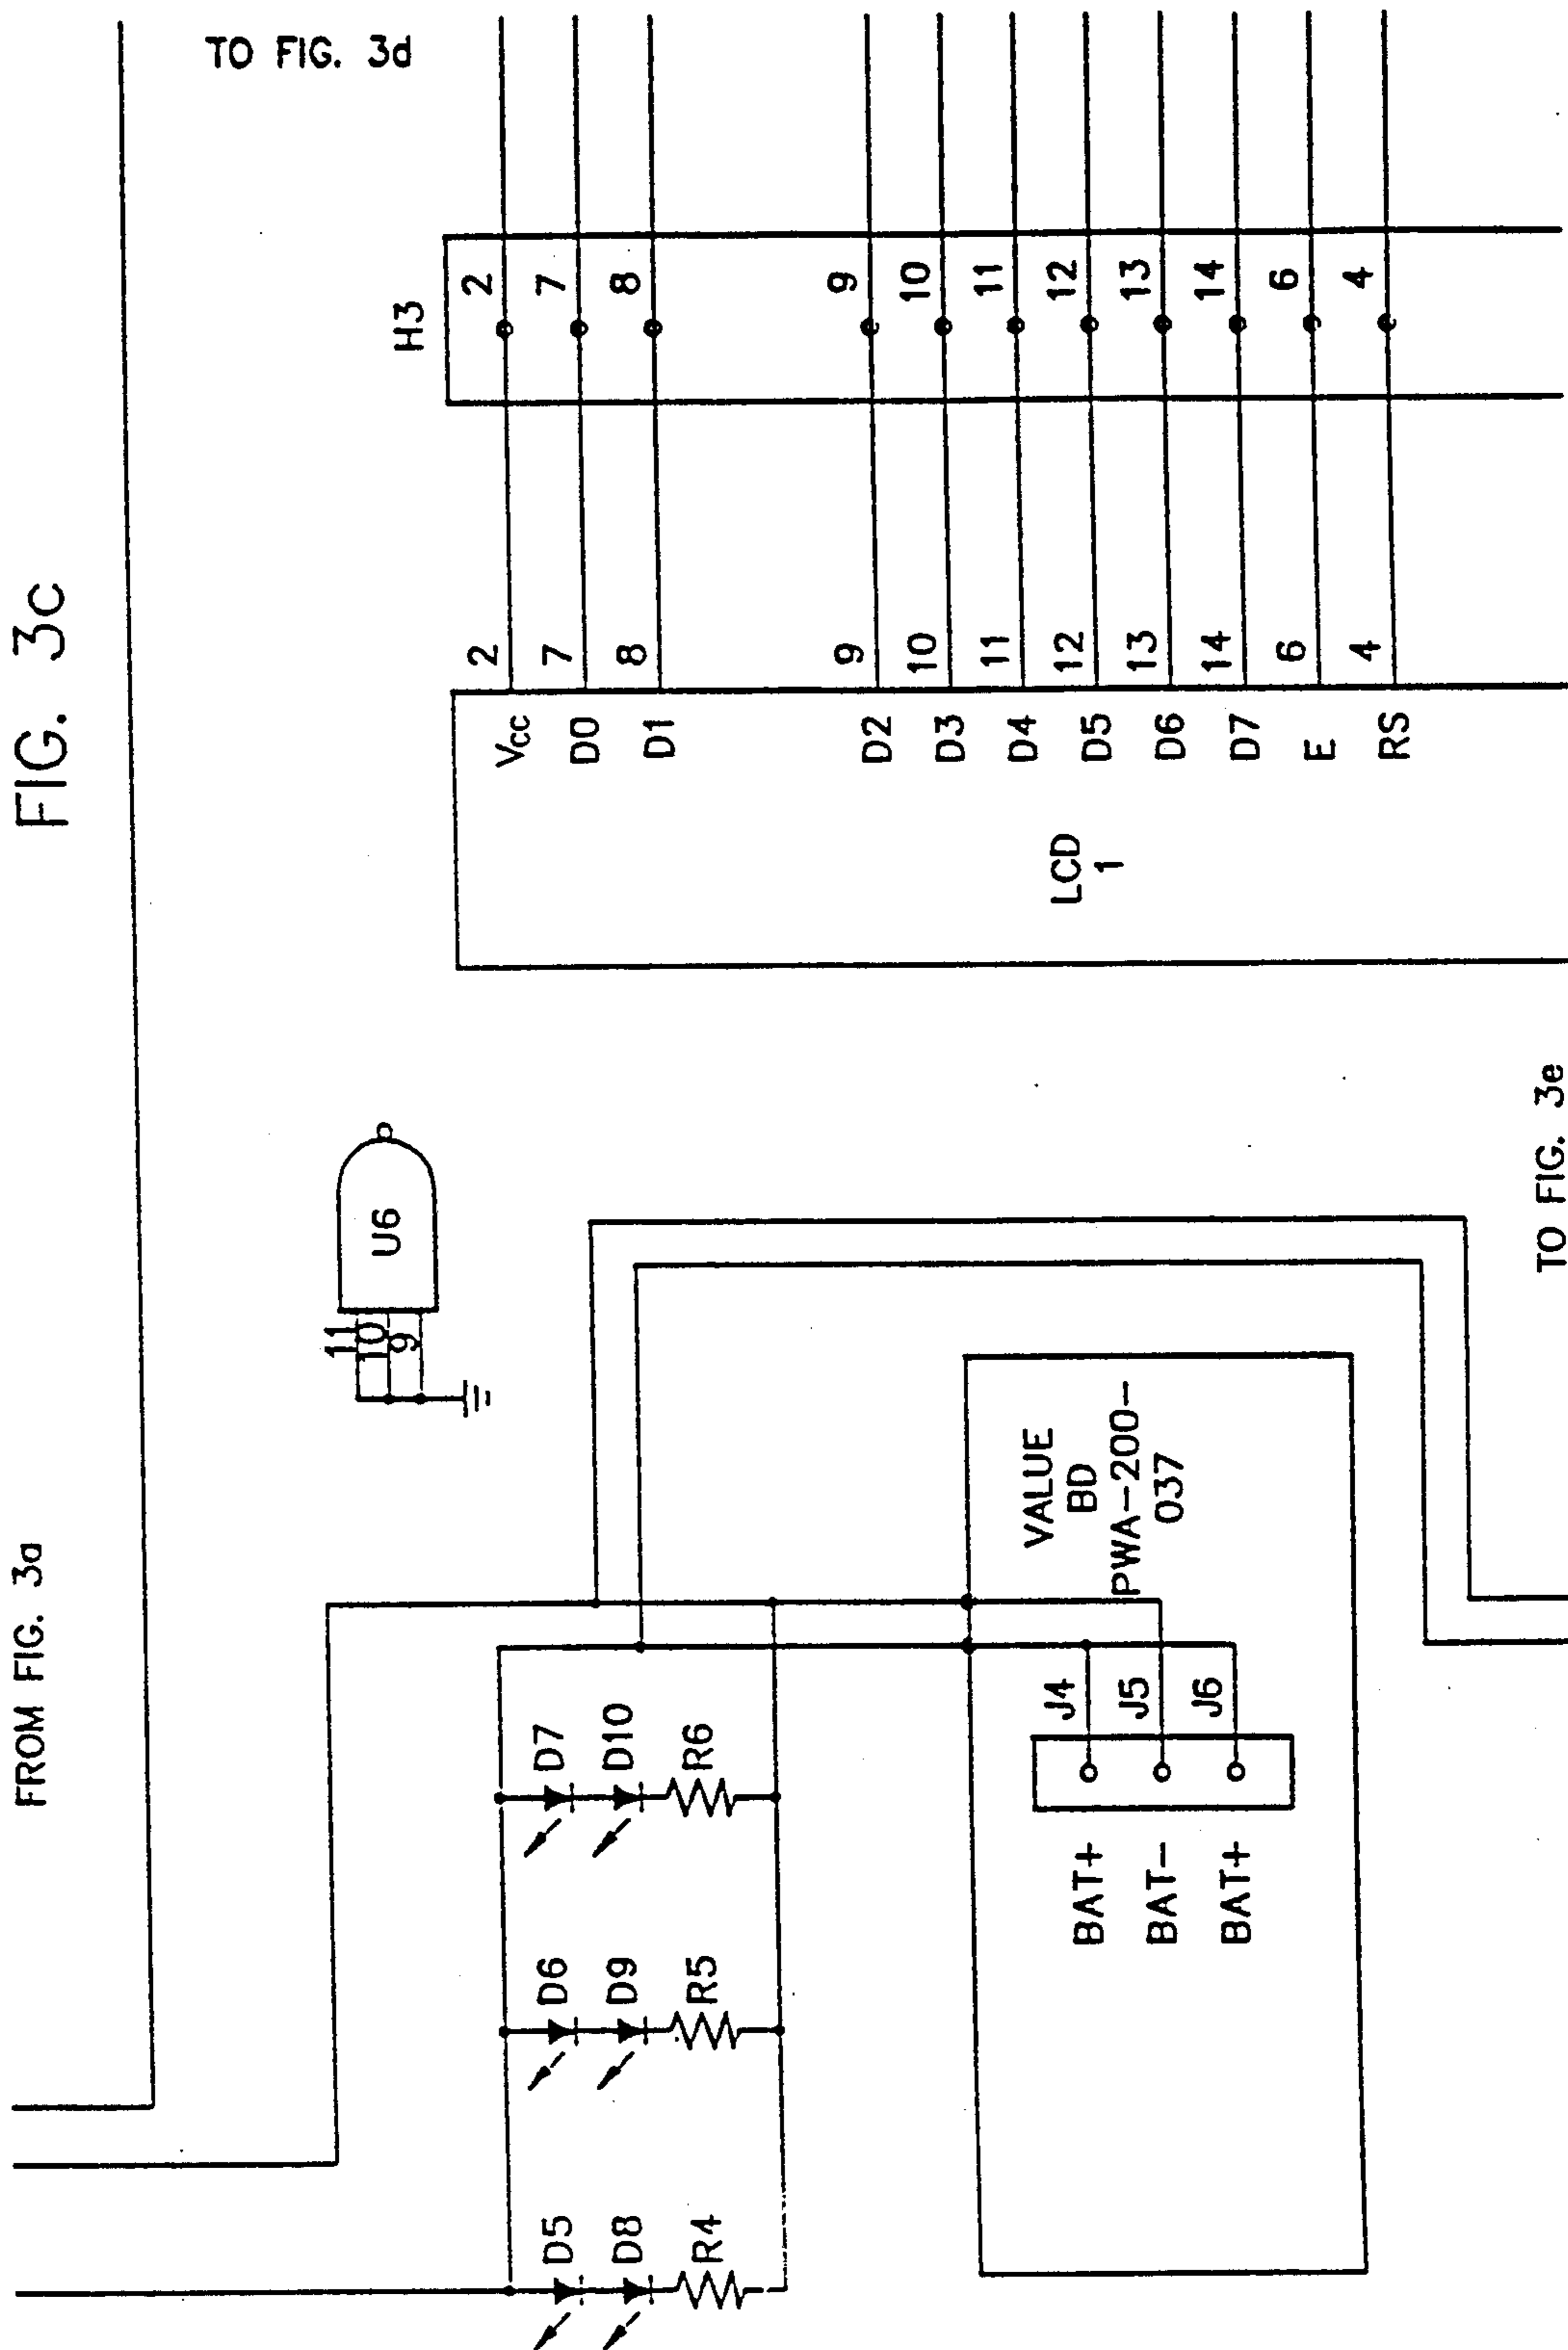 FIG. 3c
FROM FIG. 3a
TO FIG. 3d
11
10
9
U6
H3
D5
D8
R4
D6
D9
R5
D7
D10
R6
LCD
1
Vcc 2 2
D0 7 7
D1 8 8
D2 9 9
D3 10 10
D4 11 11
D5 12 12
D6 13 13
D7 14 14
E 6 6
RS 4 4
VALUE
BD
PWA-200-
037
BAT+ J4
BAT- J5
BAT+ J6
TO FIG. 3e